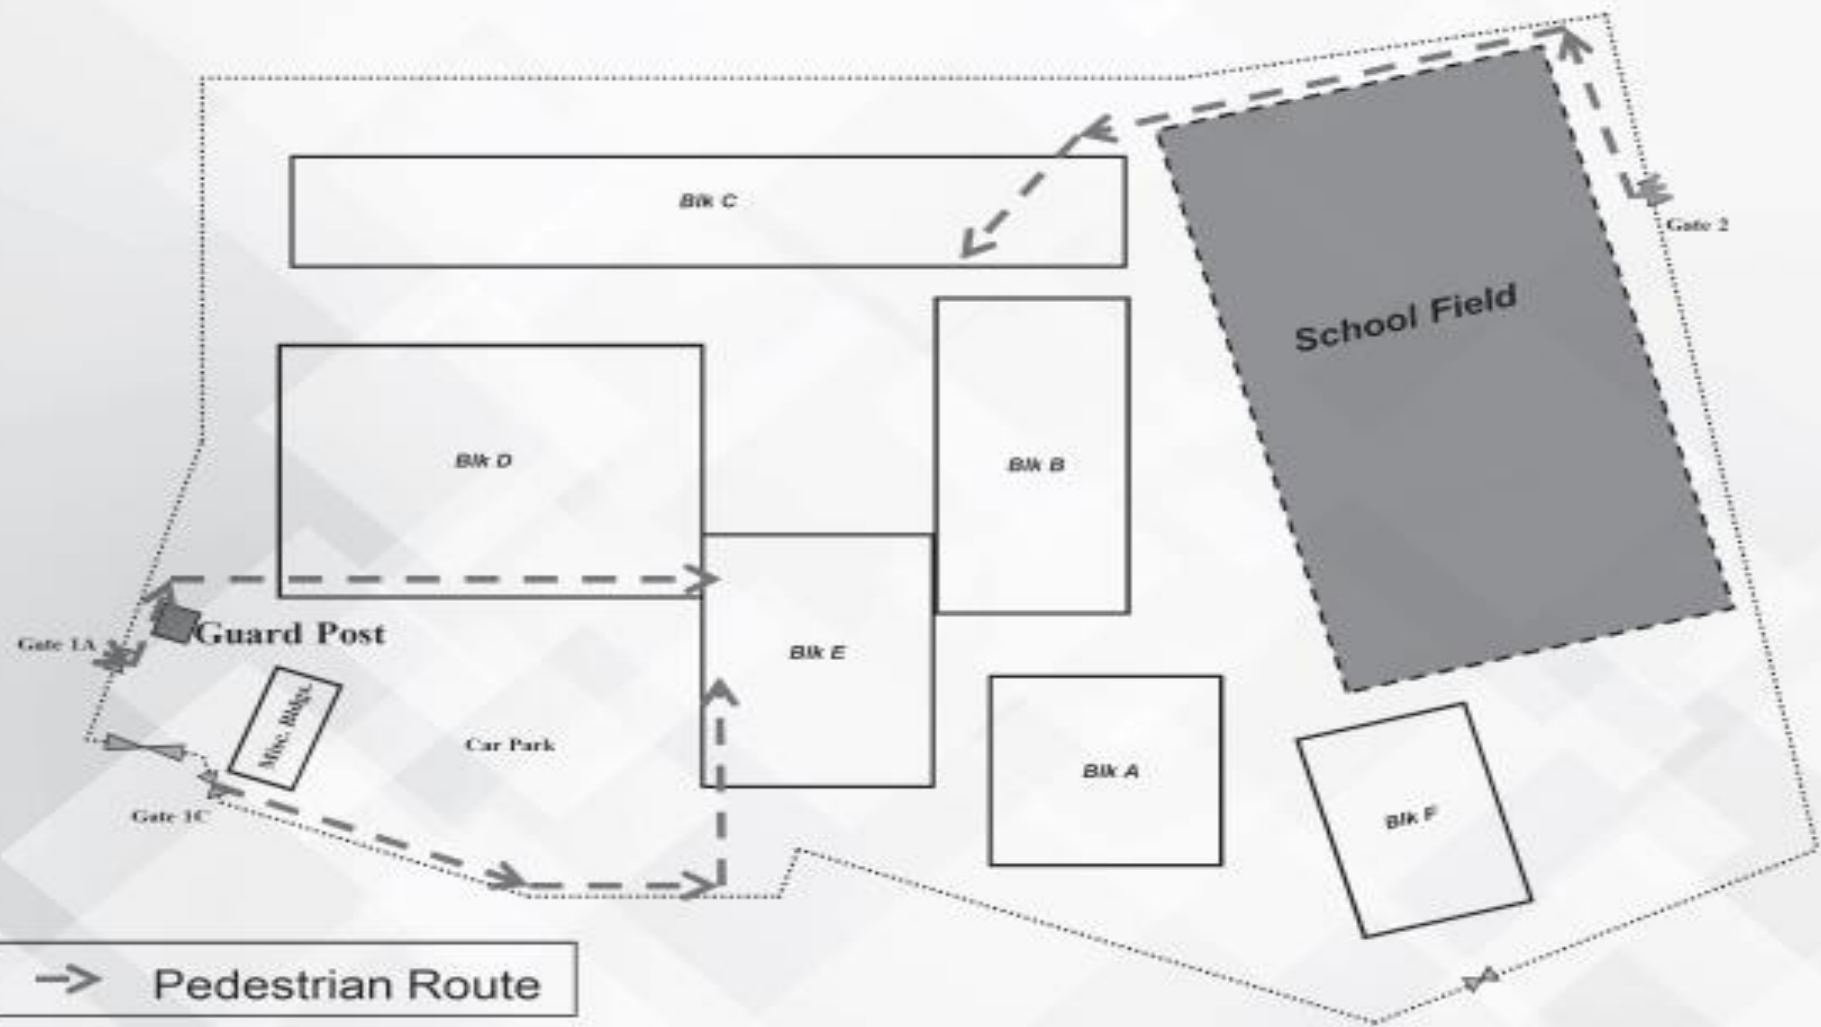 Blk C
Gate 2
School Field
Blk D
Blk B
Gate 1A
Guard Post
Blk E
Misc. Bldgs.
Car Park
Blk A
Gate 1C
Blk F
Pedestrian Route